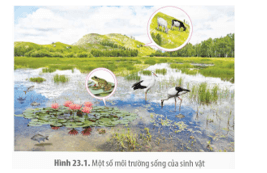 Hình 23.1. Một số môi trường sống của sinh vật